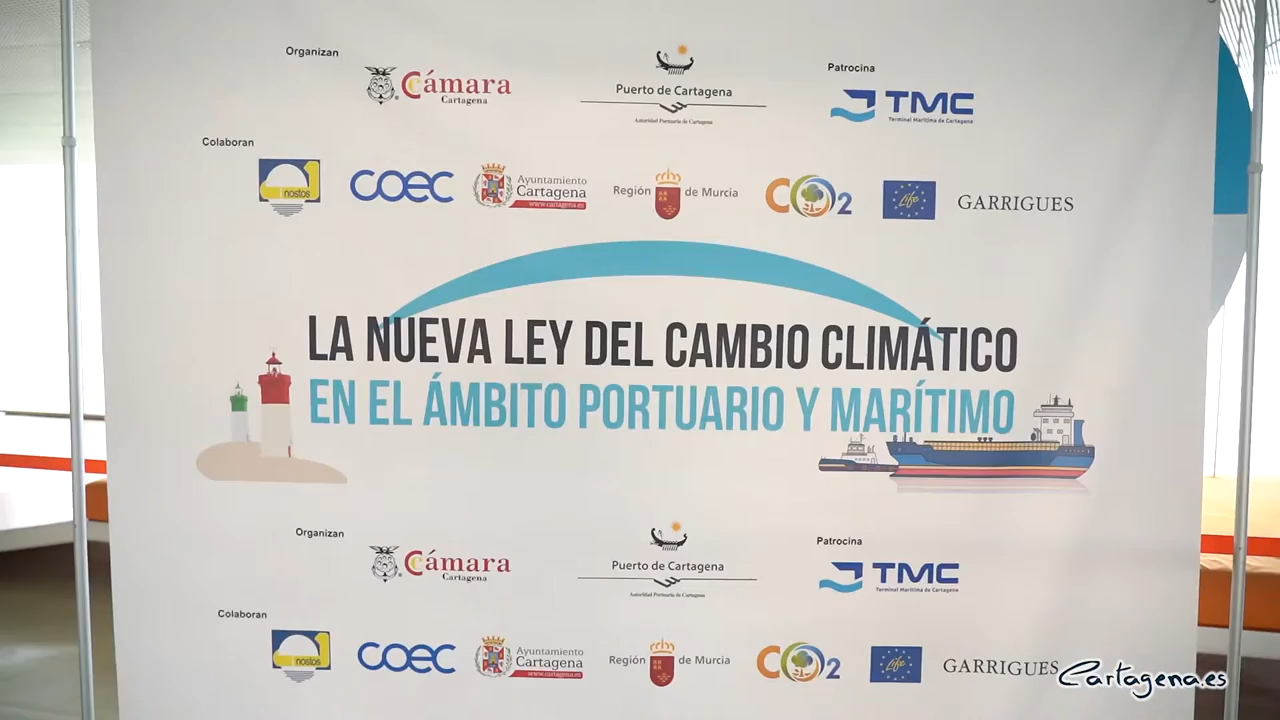 Organizan
Cámara
Cartagena
Puerto de Cartagena
Autoridad Portuaria de Cartagena
Patrocina
TMC
Terminal Marítima de Cartagena
Colaboran
nostos 1
COEC
Ayuntamiento
Cartagena
www.cartagena.es
Región de Murcia
CO2
Life
GARRIGUES
LA NUEVA LEY DEL CAMBIO CLIMÁTICO
EN EL ÁMBITO PORTUARIO Y MARÍTIMO
Organizan
Cámara
Cartagena
Puerto de Cartagena
Autoridad Portuaria de Cartagena
Patrocina
TMC
Terminal Marítima de Cartagena
Colaboran
nostos 1
COEC
Ayuntamiento
Cartagena
www.cartagena.es
Región de Murcia
CO2
Life
GARRIGUES
Cartagena.es